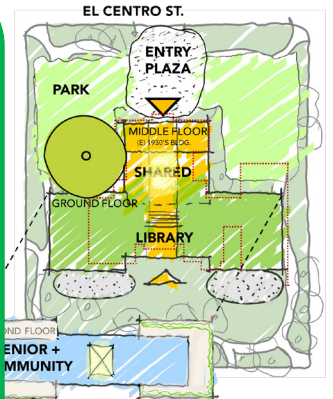 EL CENTRO ST.
ENTRY
PLAZA
PARK
MIDDLE FLOOR
(E) 1930'S BLDG.
SHARED
GROUND FLOOR
LIBRARY
OND FLOOR
ENIOR +
MMUNITY